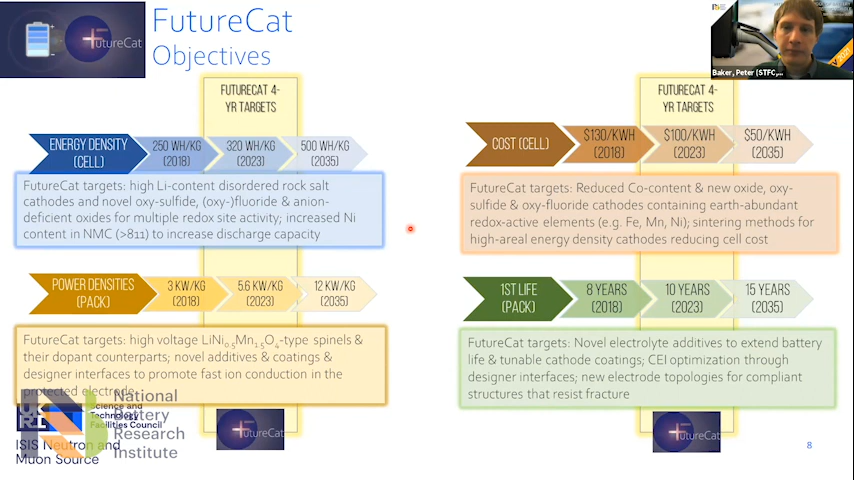 FutureCat
FutureCat
Objectives
ISIS
2021
Baker, Peter (STFC,
FUTURECAT 4-
YR TARGETS
ENERGY DENSITY
(CELL)
250 WH/KG
(2018)
320 WH/KG
(2023)
500 WH/KG
(2035)
FutureCat targets: high Li-content disordered rock salt
cathodes and novel oxy-sulfide, (oxy-)fluoride & anion-
deficient oxides for multiple redox site activity; increased Ni
content in NMC (>811) to increase discharge capacity
POWER DENSITIES
(PACK)
3 KW/KG
(2018)
5.6 KW/KG
(2023)
12 KW/KG
(2035)
FutureCat targets: high voltage LiNi0.5Mn1.5O4-type spinels &
their dopant counterparts; novel additives & coatings &
designer interfaces to promote fast ion conduction in the
protected electrode
FutureCat
FUTURECAT 4-
YR TARGETS
COST (CELL)
$130/KWH
(2018)
$100/KWH
(2023)
$50/KWH
(2035)
FutureCat targets: Reduced Co-content & new oxide, oxy-
sulfide & oxy-fluoride cathodes containing earth-abundant
redox-active elements (e.g. Fe, Mn, Ni); sintering methods for
high-areal energy density cathodes reducing cell cost
1ST LIFE
(PACK)
8 YEARS
(2018)
10 YEARS
(2023)
15 YEARS
(2035)
FutureCat targets: Novel electrolyte additives to extend battery
life & tunable cathode coatings; CEI optimization through
designer interfaces; new electrode topologies for compliant
structures that resist fracture
FutureCat
UKRI
Science and
Technology
Facilities Council
ISIS Neutron and
Muon Source
National
Battery
Research
Institute
8